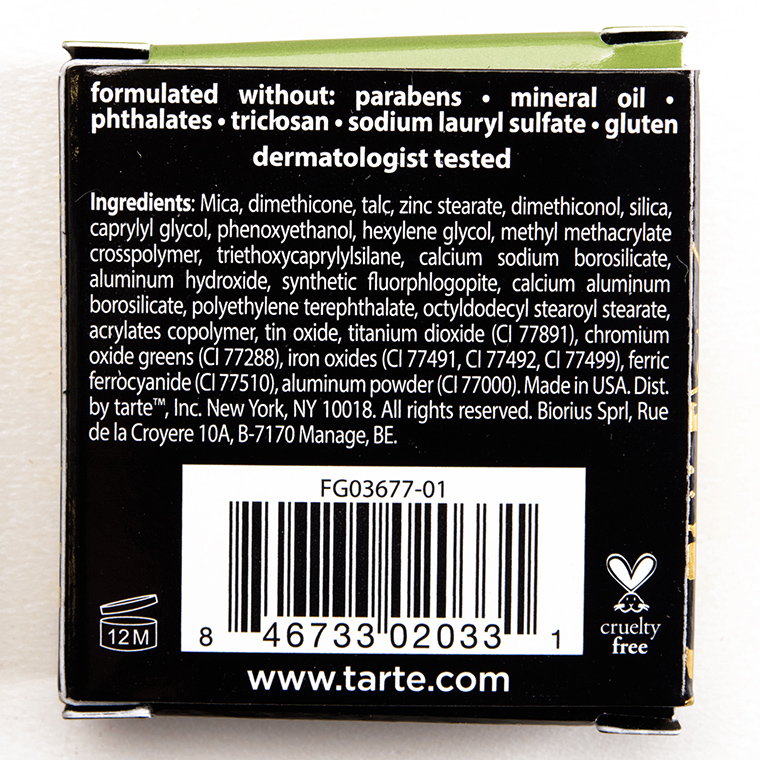 formulated without: parabens • mineral oil •
phthalates • triclosan • sodium lauryl sulfate • gluten
dermatologist tested
Ingredients: Mica, dimethicone, talc, zinc stearate, dimethiconol, silica,
caprylyl glycol, phenoxyethanol, hexylene glycol, methyl methacrylate
crosspolymer, triethoxycaprylylsilane, calcium sodium borosilicate,
aluminum hydroxide, synthetic fluorphlogopite, calcium aluminum
borosilicate, polyethylene terephthalate, octyldodecyl stearoyl stearate,
acrylates copolymer, tin oxide, titanium dioxide (CI 77891), chromium
oxide greens (CI 77288), iron oxides (CI 77491, CI 77492, CI 77499), ferric
ferrocyanide (CI 77510), aluminum powder (CI 77000). Made in USA. Dist.
by tarte™, Inc. New York, NY 10018. All rights reserved. Biorius Sprl, Rue
de la Croyere 10A, B-7170 Manage, BE.
FG03677-01
8 46733 02033 1
12M
cruelty
free
www.tarte.com